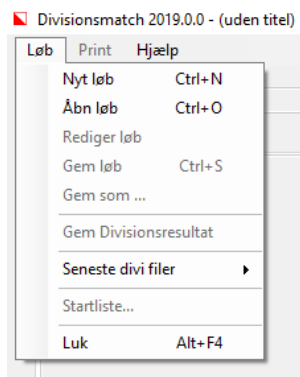 Divisionsmatch 2019.0.0 - (uden titel)
Løb Print Hjælp
Nyt løb Ctrl+N
Åbn løb Ctrl+O
Rediger løb
Gem løb Ctrl+S
Gem som ...
Gem Divisionsresultat
Seneste divi filer
Startliste...
Luk Alt+F4